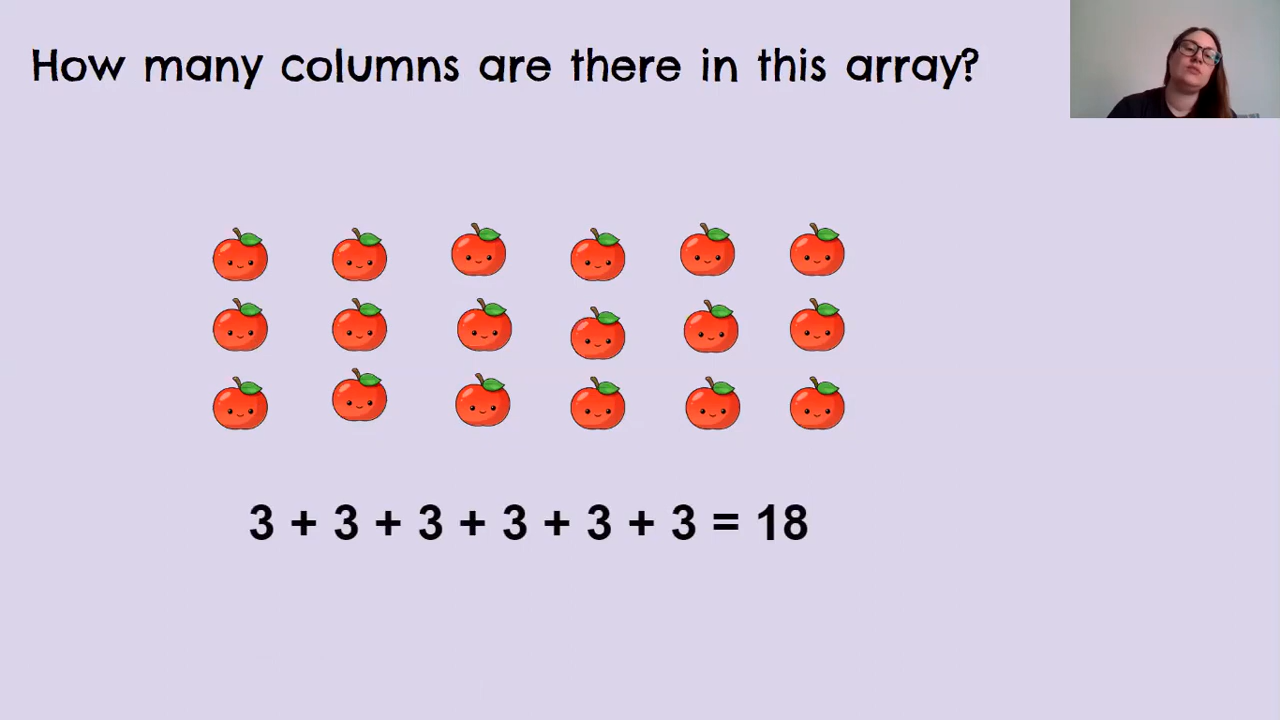 How many columns are there in this array?
3 + 3 + 3 + 3 + 3 + 3 = 18